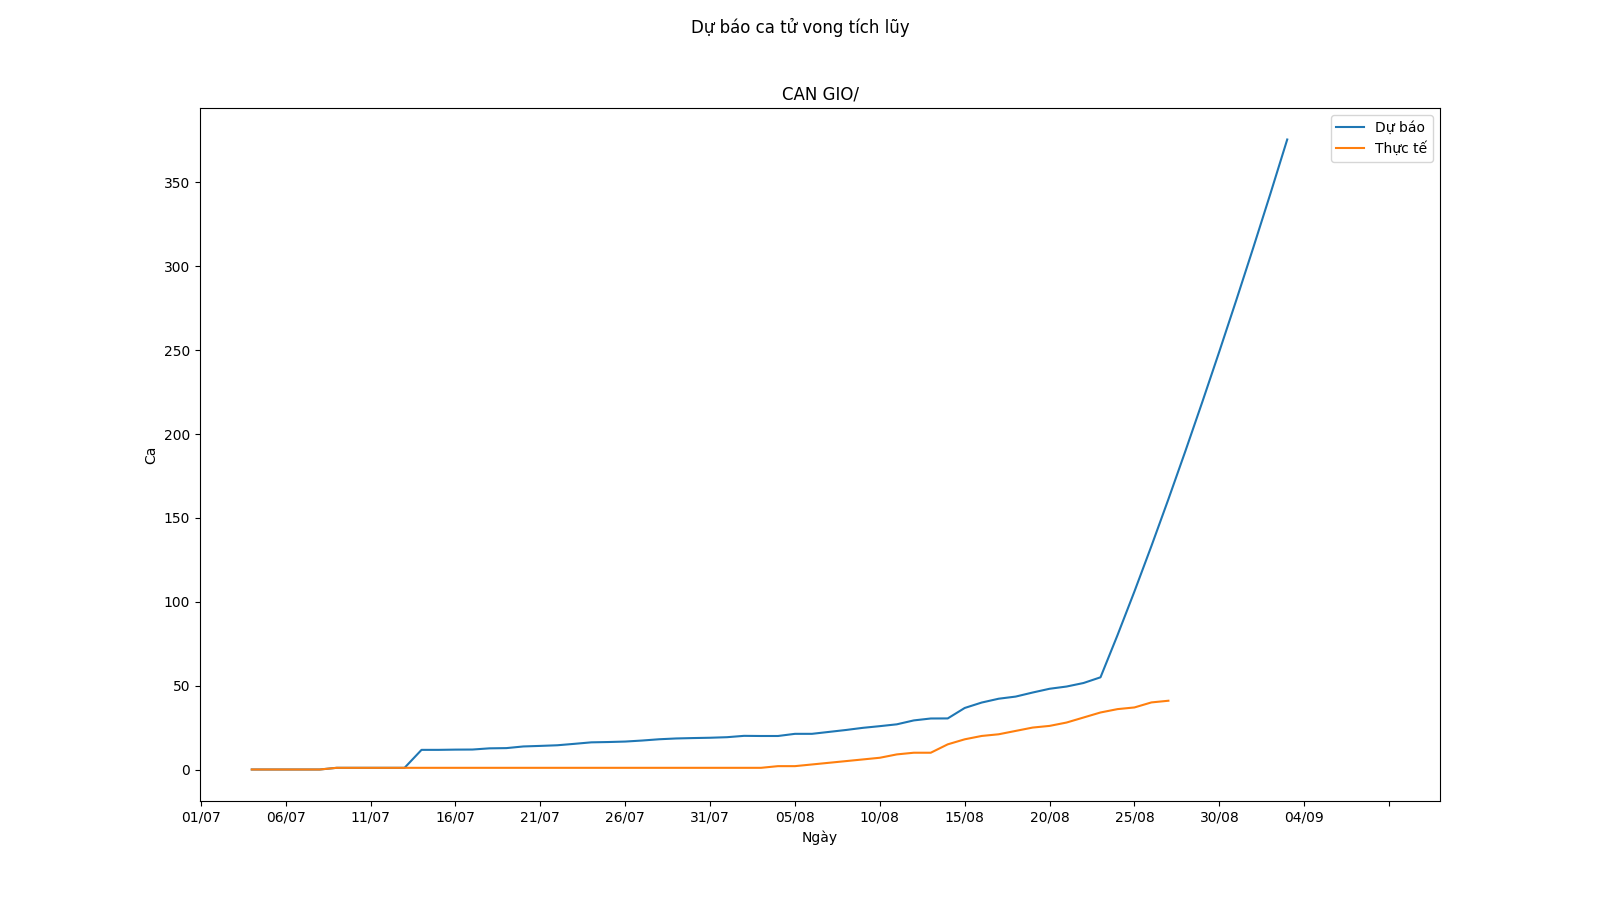 Dự báo ca tử vong tích lũy
CAN GIO/
Dự báo
Thực tế
350
300
250
200
150
100
50
0
Ca
01/07 06/07 11/07 16/07 21/07 26/07 31/07 05/08 10/08 15/08 20/08 25/08 30/08 04/09
Ngày